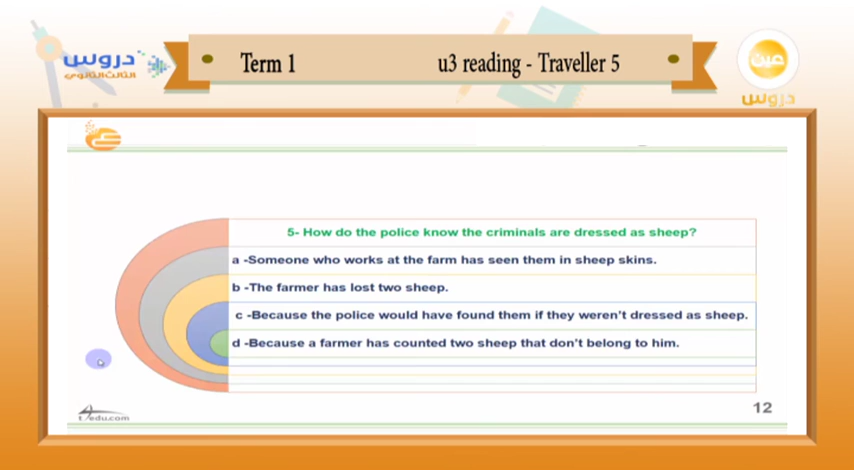 دروس
الثالث الثانوي
Term 1
u3 reading - Traveller 5
عين
دروس
5- How do the police know the criminals are dressed as sheep?
a -Someone who works at the farm has seen them in sheep skins.
b -The farmer has lost two sheep.
c -Because the police would have found them if they weren't dressed as sheep.
d -Because a farmer has counted two sheep that don't belong to him.
12